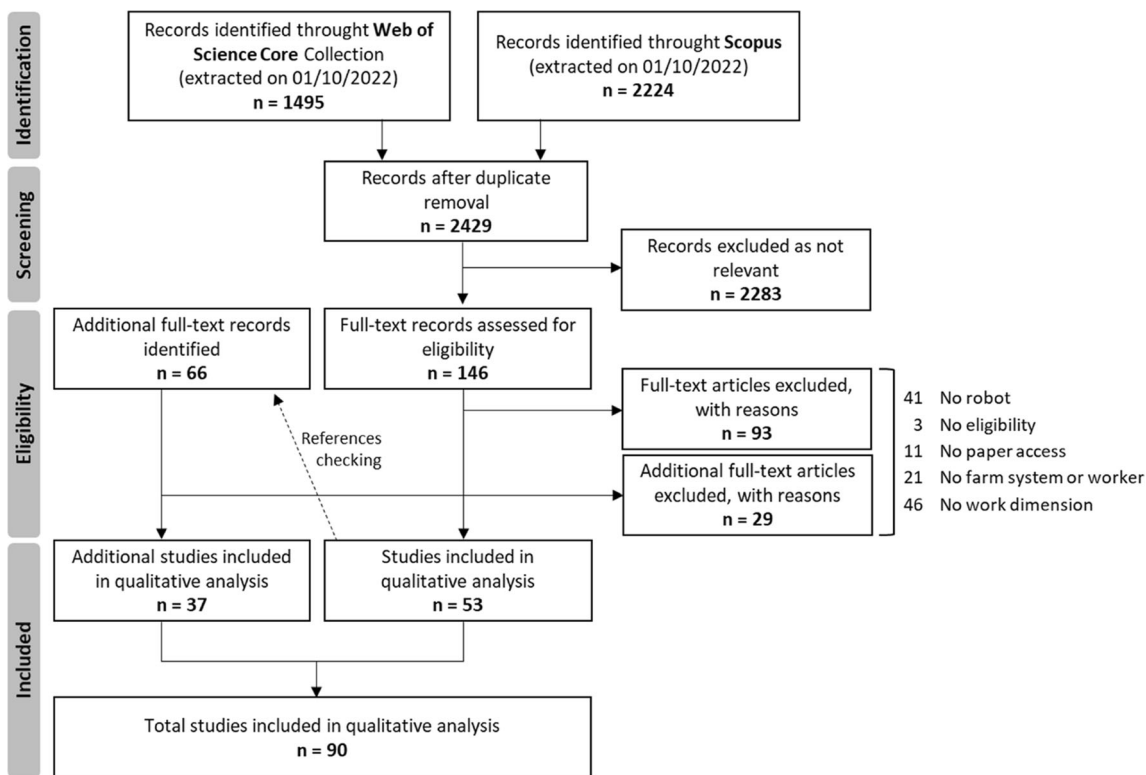 Identification
Records identified throught Web of
Science Core Collection
(extracted on 01/10/2022)
n = 1495
Records identified throught Scopus
(extracted on 01/10/2022)
n = 2224
Screening
Records after duplicate
removal
n = 2429
Records excluded as not
relevant
n = 2283
Eligibility
Additional full-text records
identified
n = 66
Full-text records assessed for
eligibility
n = 146
References
checking
Full-text articles excluded,
with reasons
n = 93
Additional full-text articles
excluded, with reasons
n = 29
41 No robot
3 No eligibility
11 No paper access
21 No farm system or worker
46 No work dimension
Included
Additional studies included
in qualitative analysis
n = 37
Studies included in
qualitative analysis
n = 53
Total studies included in qualitative analysis
n = 90